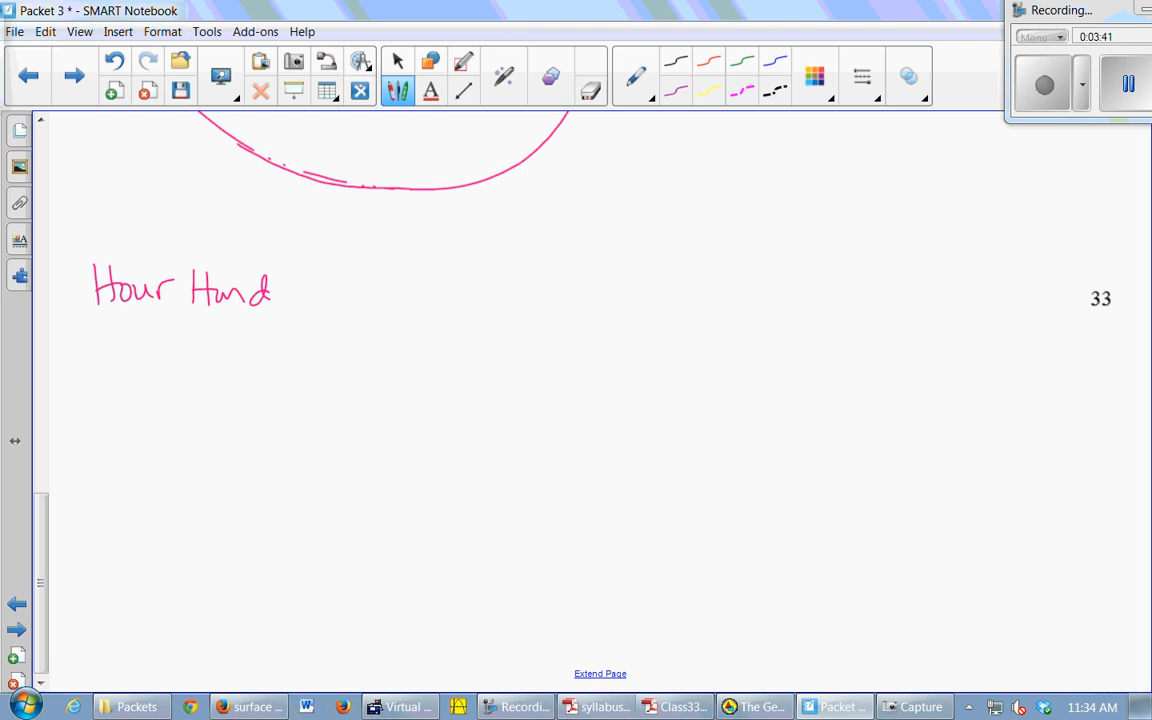 Packet 3 * - SMART Notebook
Recording...
File Edit View Insert Format Tools Add-ons Help
Menu
0:03:41
Hour Hand
33
Extend Page
Packets
surface ...
Virtual ...
Recordi...
syllabus...
Class33...
The Ge...
Packet ...
Capture
11:34 AM